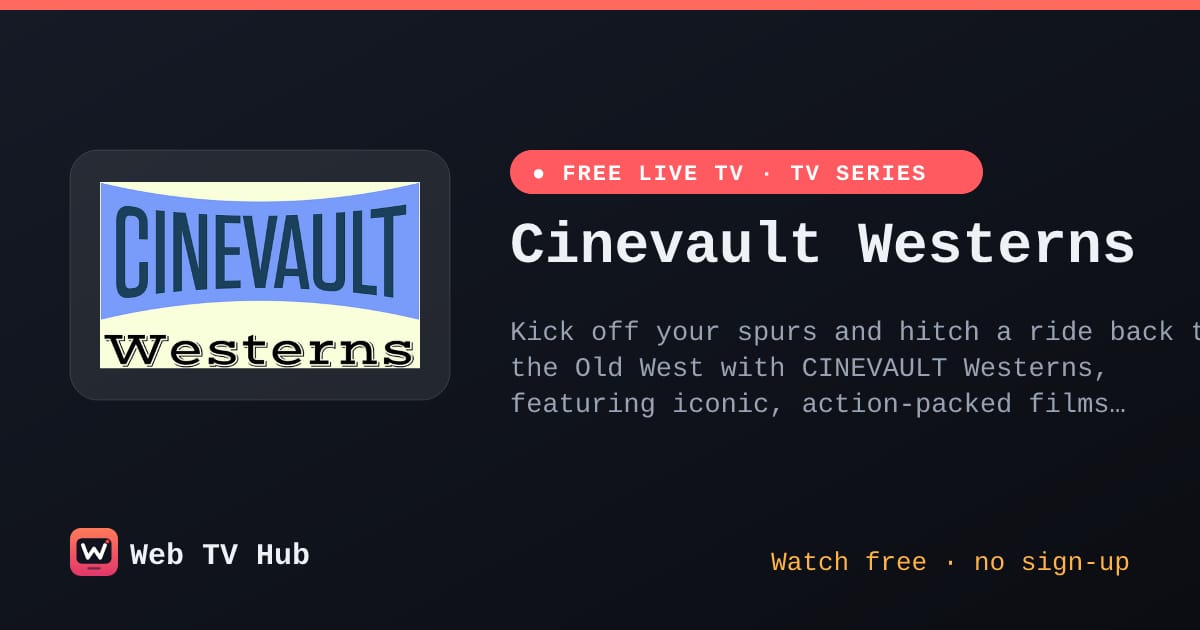 CINEVAULT
Westerns
● FREE LIVE TV · TV SERIES
Cinevault Westerns
Kick off your spurs and hitch a ride back t
the Old West with CINEVAULT Westerns,
featuring iconic, action-packed films…
W
Web TV Hub
Watch free · no sign-up